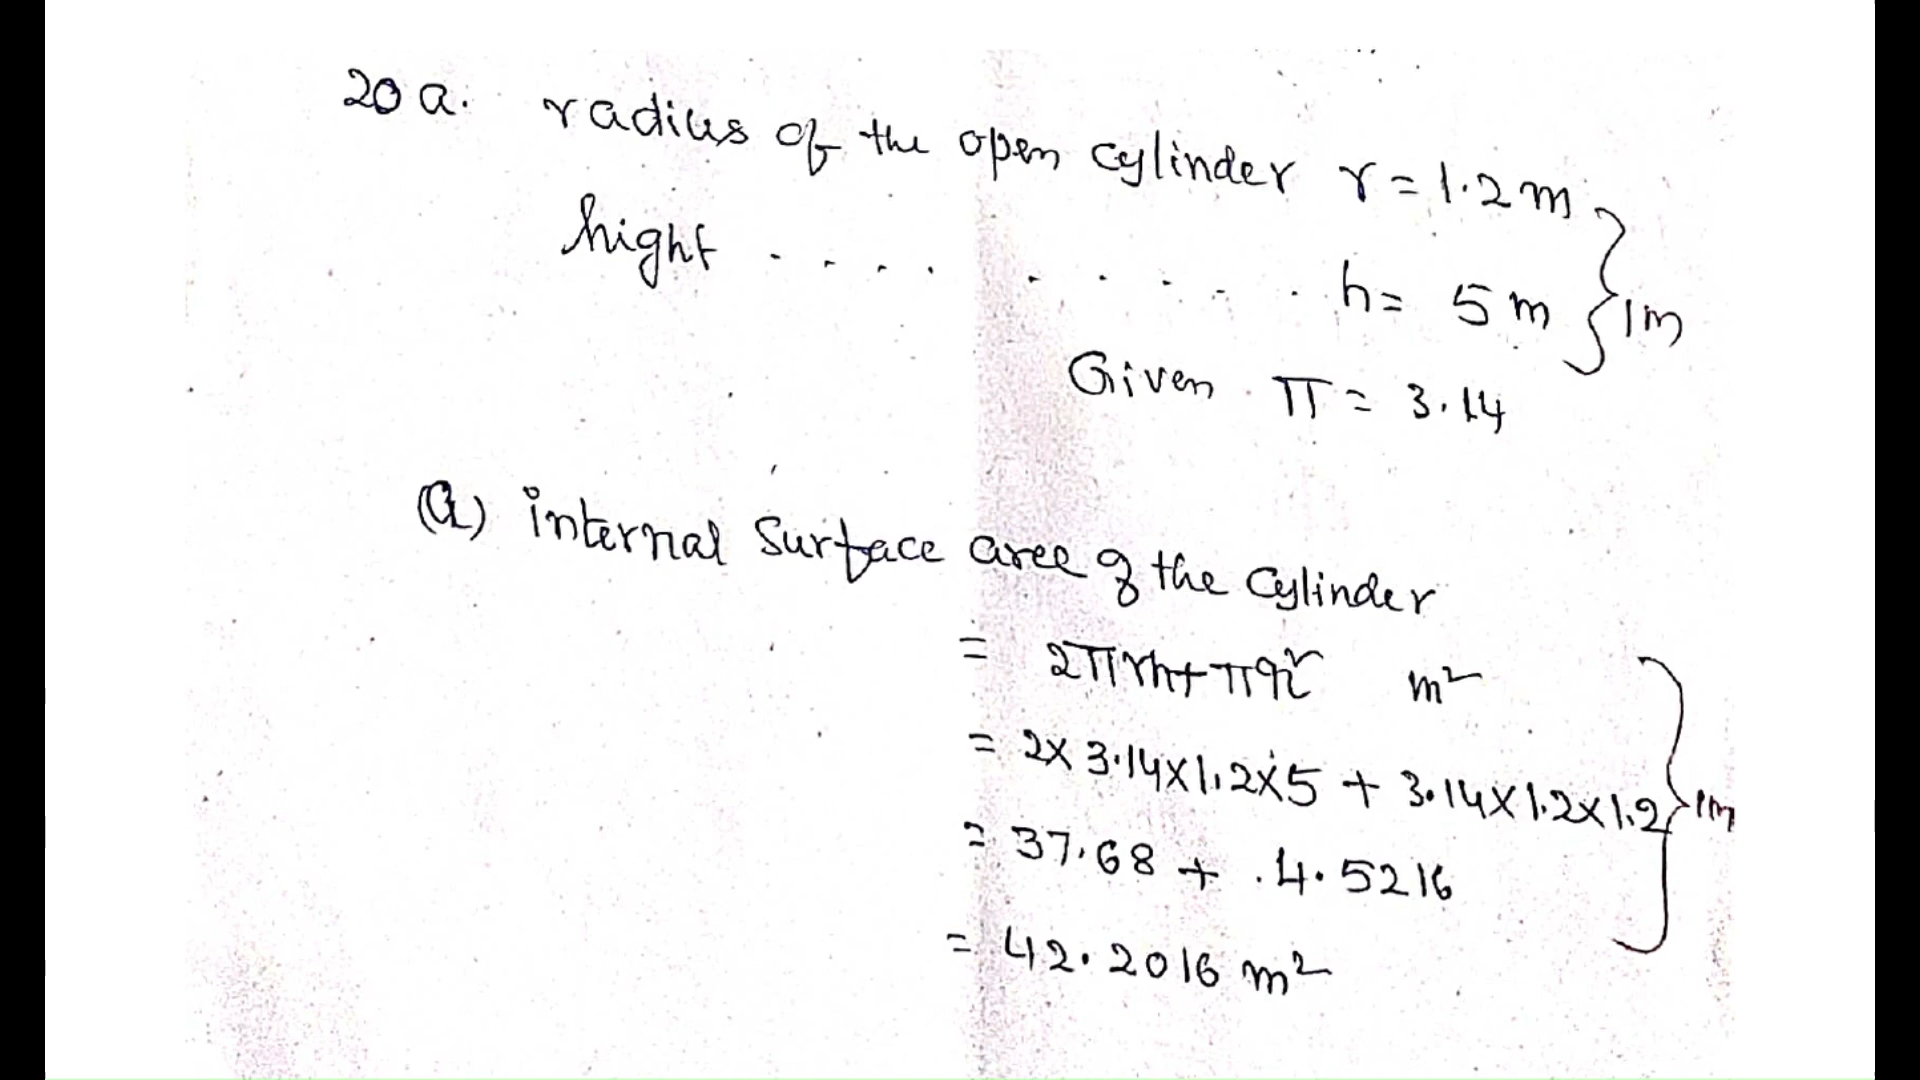 20 a. radius of the open cylinder r = 1.2 m
hight . . . . . . . . . h = 5 m } 1m
Given π = 3.14
(a) internal surface area of the cylinder
= 2πrh + πr² m²
= 2 × 3.14 × 1.2 × 5 + 3.14 × 1.2 × 1.2 } 1m
= 37.68 + 4.5216
= 42.2016 m²